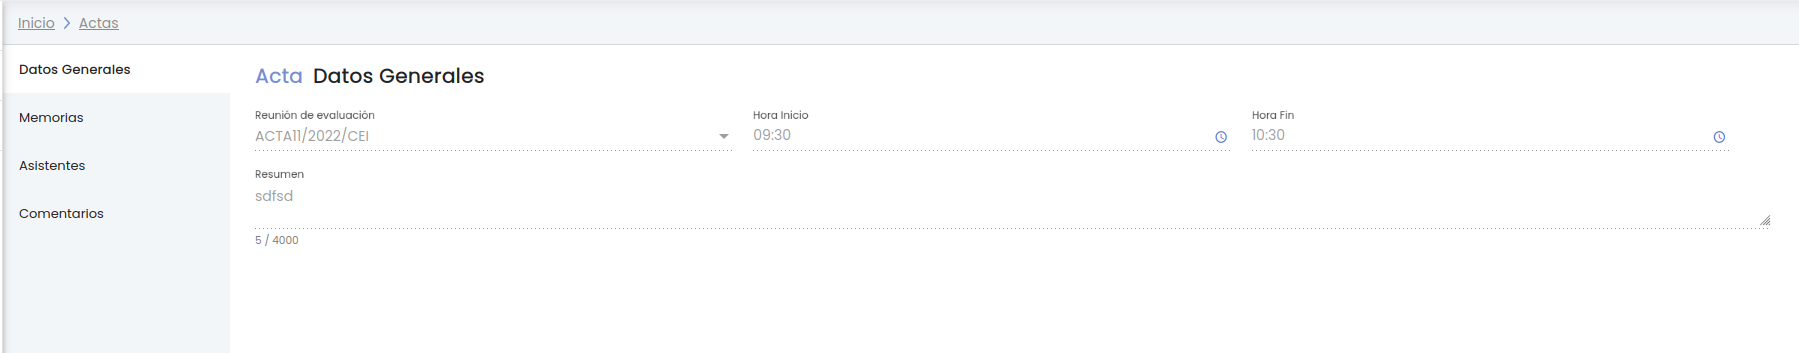 Inicio > Actas
Datos Generales
Memorias
Asistentes
Comentarios
Acta Datos Generales
Reunión de evaluación
ACTA11/2022/CEI
Hora Inicio
09:30
Hora Fin
10:30
Resumen
sdfsd
5 / 4000